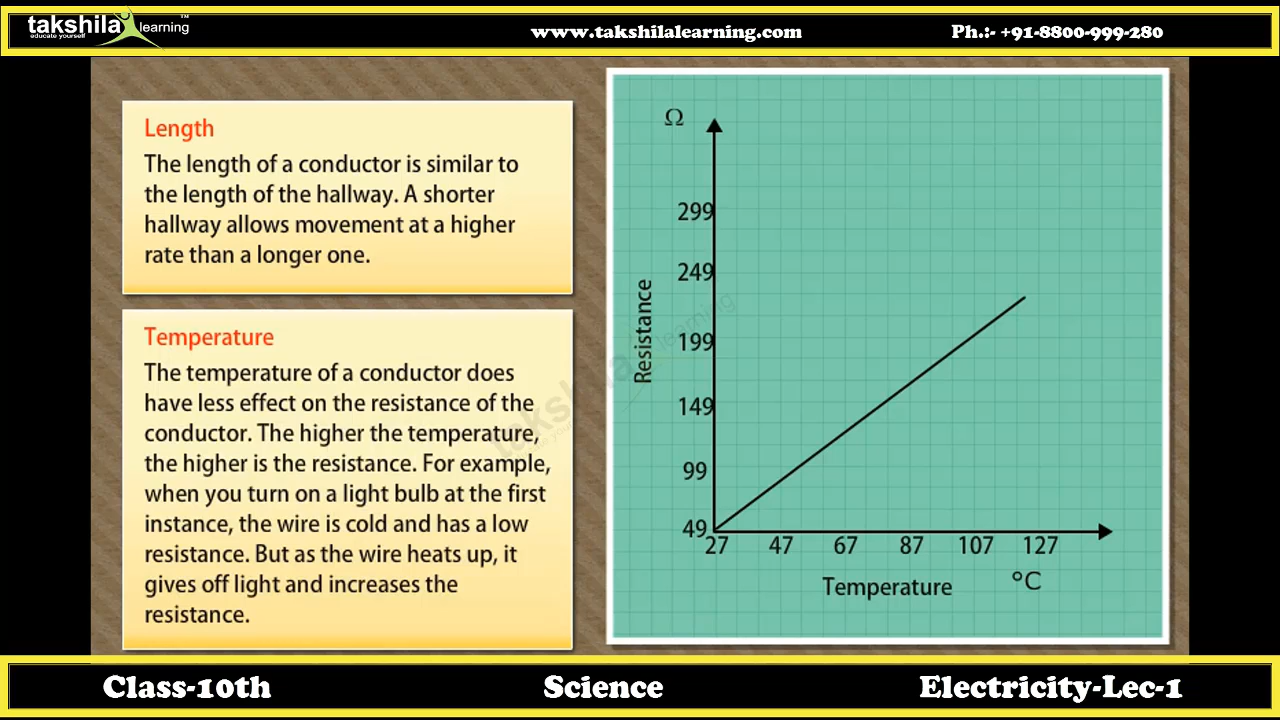 takshila learning
TM
educate yourself
www.takshilalearning.com
Ph.:- +91-8800-999-280
Length
The length of a conductor is similar to
the length of the hallway. A shorter
hallway allows movement at a higher
rate than a longer one.
Temperature
The temperature of a conductor does
have less effect on the resistance of the
conductor. The higher the temperature,
the higher is the resistance. For example,
when you turn on a light bulb at the first
instance, the wire is cold and has a low
resistance. But as the wire heats up, it
gives off light and increases the
resistance.
Ω
299
249
199
149
99
49
Resistance
27 47 67 87 107 127
Temperature °C
takshila learning
Class-10th
Science
Electricity-Lec-1